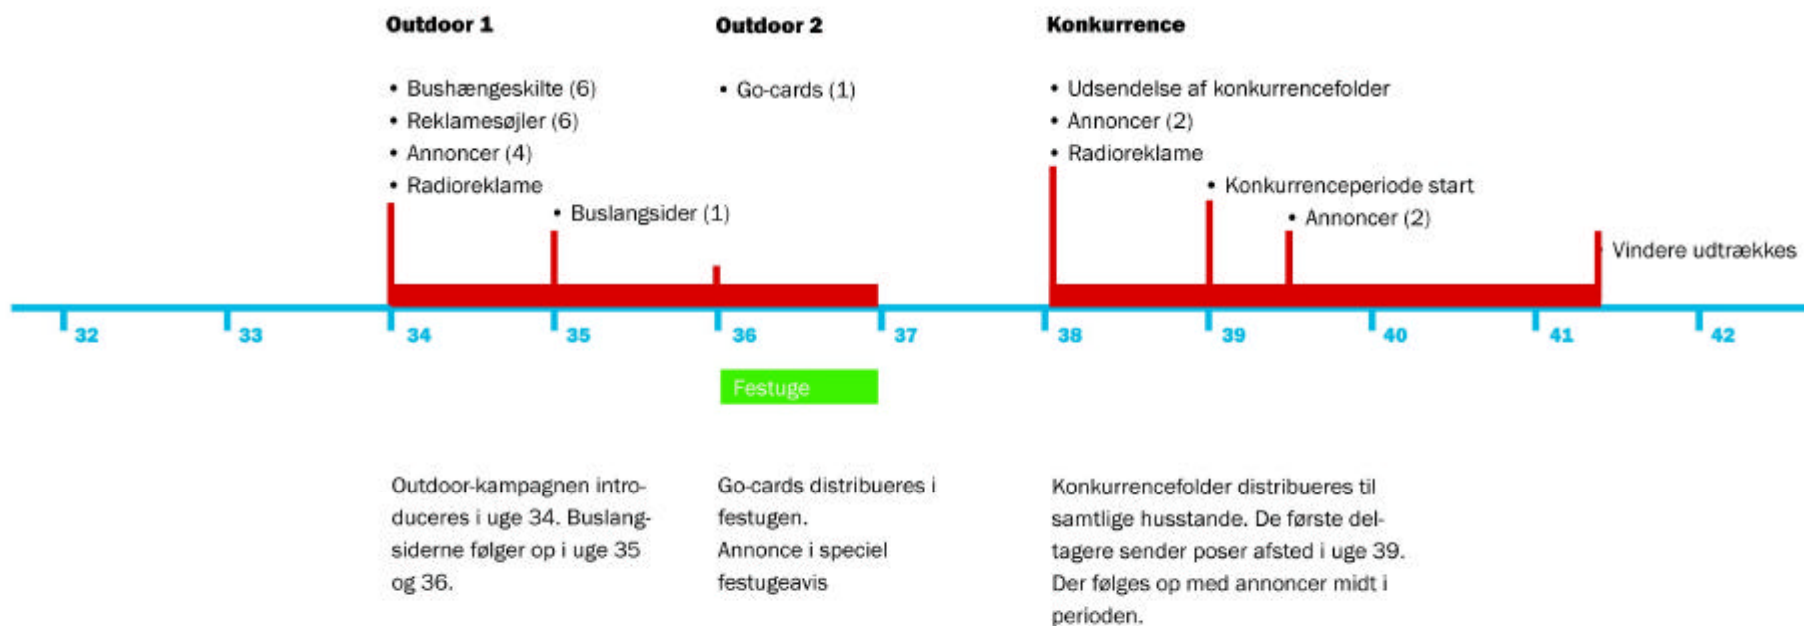 Outdoor 1
• Bushængeskilte (6)
• Reklamesøjler (6)
• Annoncer (4)
• Radioreklame
• Buslangsider (1)
Outdoor 2
• Go-cards (1)
Konkurrence
• Udsendelse af konkurrencefolder
• Annoncer (2)
• Radioreklame
• Konkurrenceperiode start
• Annoncer (2)
Vindere udtrækkes
32 33 34 35 36 37 38 39 40 41 42
Festuge
Outdoor-kampagnen intro-
duceres i uge 34. Buslang-
siderne følger op i uge 35
og 36.
Go-cards distribueres i
festugen.
Annonce i speciel
festugeavis
Konkurrencefolder distribueres til
samtlige husstande. De første del-
tagere sender poser afsted i uge 39.
Der følges op med annoncer midt i
perioden.